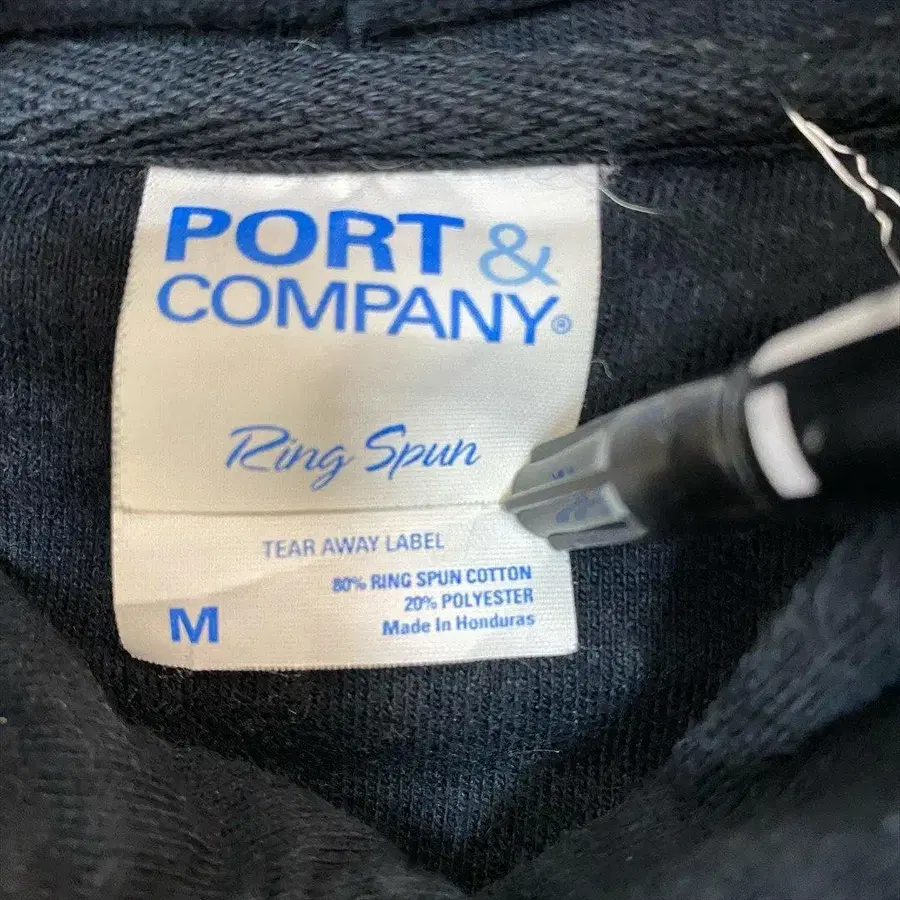 PORT &
COMPANY®
Ring Spun
TEAR AWAY LABEL
80% RING SPUN COTTON
20% POLYESTER
M
Made In Honduras